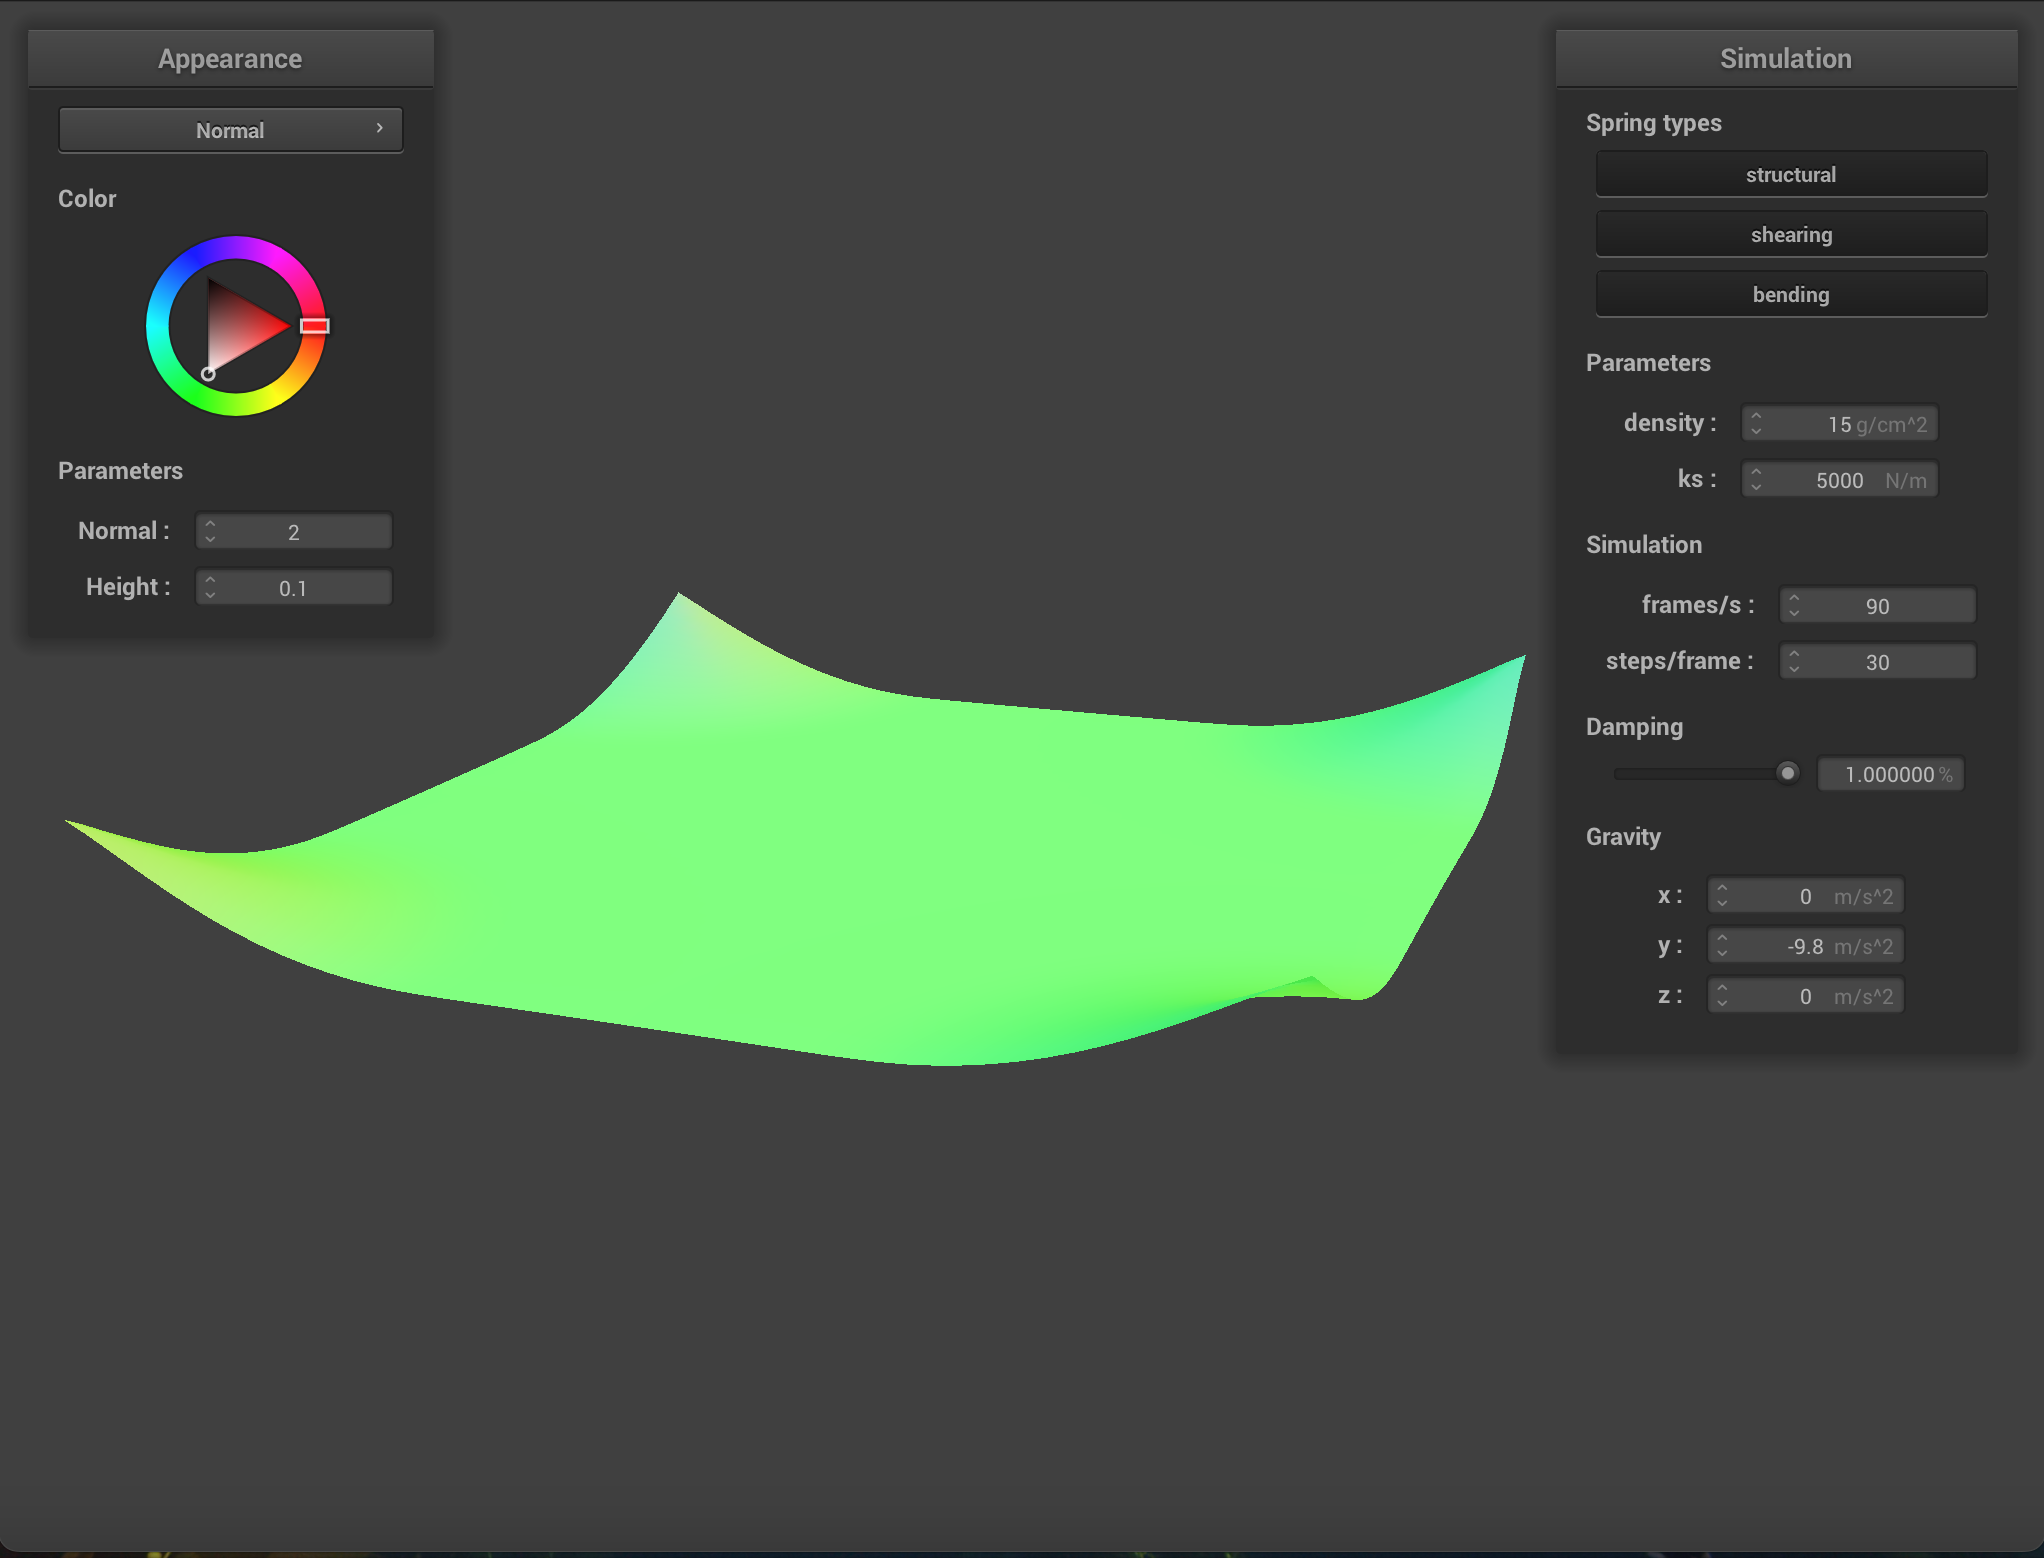 Appearance
Normal
Color
Parameters
Normal : 2
Height : 0.1
Simulation
Spring types
structural
shearing
bending
Parameters
density : 15 g/cm^2
ks : 5000 N/m
Simulation
frames/s : 90
steps/frame : 30
Damping
1.000000 %
Gravity
x : 0 m/s^2
y : -9.8 m/s^2
z : 0 m/s^2